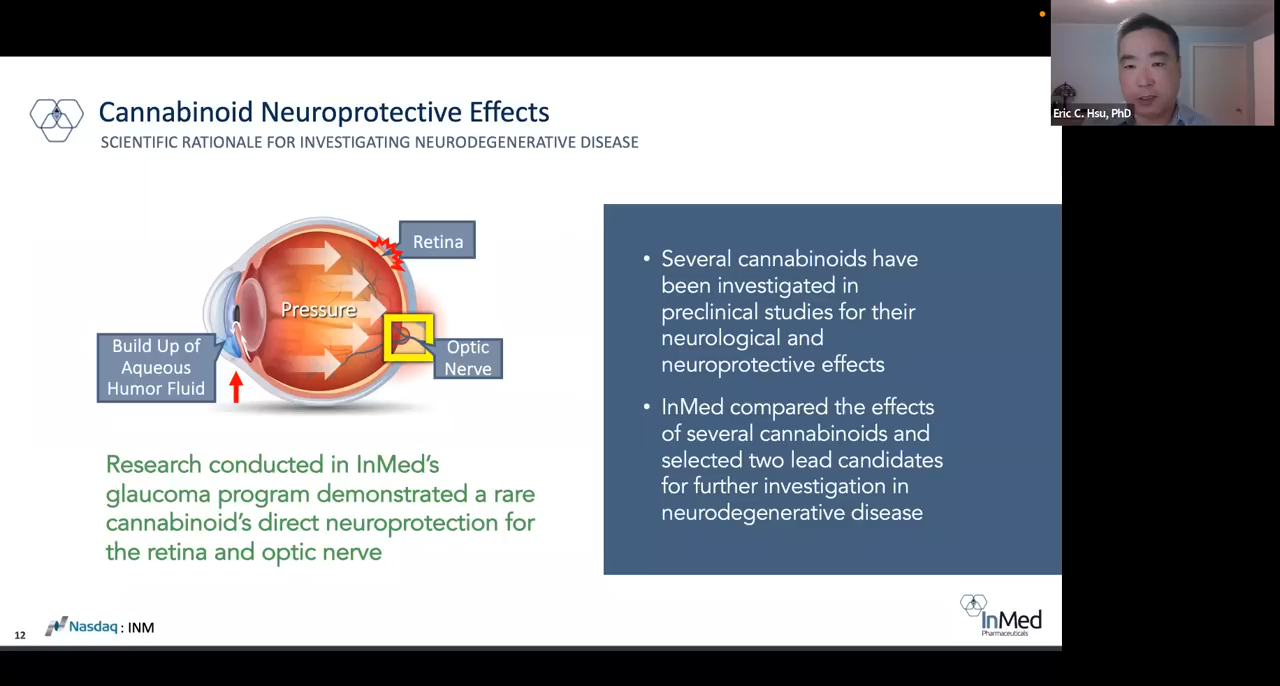 Cannabinoid Neuroprotective Effects
SCIENTIFIC RATIONALE FOR INVESTIGATING NEURODEGENERATIVE DISEASE
Eric C. Hsu, PhD
Retina
Pressure
Build Up of
Aqueous
Humor Fluid
Optic
Nerve
Research conducted in InMed's
glaucoma program demonstrated a rare
cannabinoid's direct neuroprotection for
the retina and optic nerve
• Several cannabinoids have
been investigated in
preclinical studies for their
neurological and
neuroprotective effects
• InMed compared the effects
of several cannabinoids and
selected two lead candidates
for further investigation in
neurodegenerative disease
12
Nasdaq : INM
InMed
Pharmaceuticals